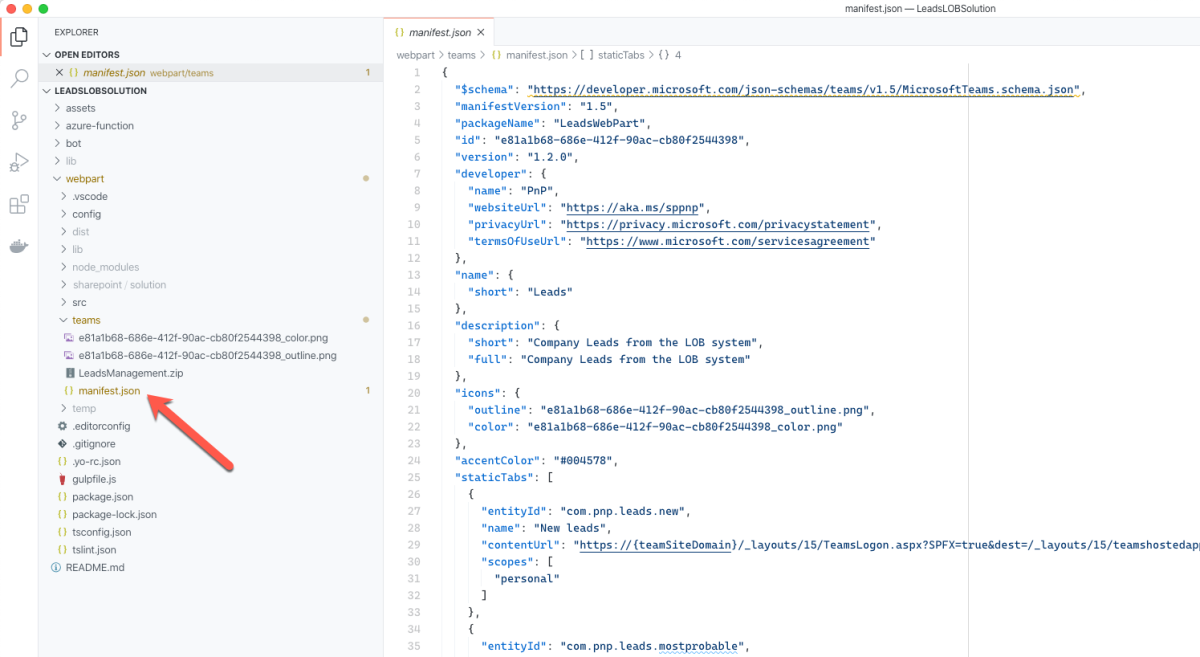 manifest.json — LeadsLOBSolution
EXPLORER
OPEN EDITORS
manifest.json webpart/teams 1
LEADSLOBSOLUTION
assets
azure-function
bot
lib
webpart
.vscode
config
dist
lib
node_modules
sharepoint / solution
src
teams
e81a1b68-686e-412f-90ac-cb80f2544398_color.png
e81a1b68-686e-412f-90ac-cb80f2544398_outline.png
LeadsManagement.zip
{} manifest.json 1
temp
.editorconfig
.gitignore
{} .yo-rc.json
gulpfile.js
{} package.json
{} package-lock.json
{} tsconfig.json
{} tslint.json
README.md
{} manifest.json
webpart > teams > {} manifest.json > [ ] staticTabs > {} 4
1 {
2 "$schema": "https://developer.microsoft.com/json-schemas/teams/v1.5/MicrosoftTeams.schema.json",
3 "manifestVersion": "1.5",
4 "packageName": "LeadsWebPart",
5 "id": "e81a1b68-686e-412f-90ac-cb80f2544398",
6 "version": "1.2.0",
7 "developer": {
8 "name": "PnP",
9 "websiteUrl": "https://aka.ms/sppnp",
10 "privacyUrl": "https://privacy.microsoft.com/privacystatement",
11 "termsOfUseUrl": "https://www.microsoft.com/servicesagreement"
12 },
13 "name": {
14 "short": "Leads"
15 },
16 "description": {
17 "short": "Company Leads from the LOB system",
18 "full": "Company Leads from the LOB system"
19 },
20 "icons": {
21 "outline": "e81a1b68-686e-412f-90ac-cb80f2544398_outline.png",
22 "color": "e81a1b68-686e-412f-90ac-cb80f2544398_color.png"
23 },
24 "accentColor": "#004578",
25 "staticTabs": [
26 {
27 "entityId": "com.pnp.leads.new",
28 "name": "New leads",
29 "contentUrl": "https://{teamSiteDomain}/_layouts/15/TeamsLogon.aspx?SPFX=true&dest=/_layouts/15/teamshostedapp
30 "scopes": [
31 "personal"
32 ]
33 },
34 {
35 "entityId": "com.pnp.leads.mostprobable",